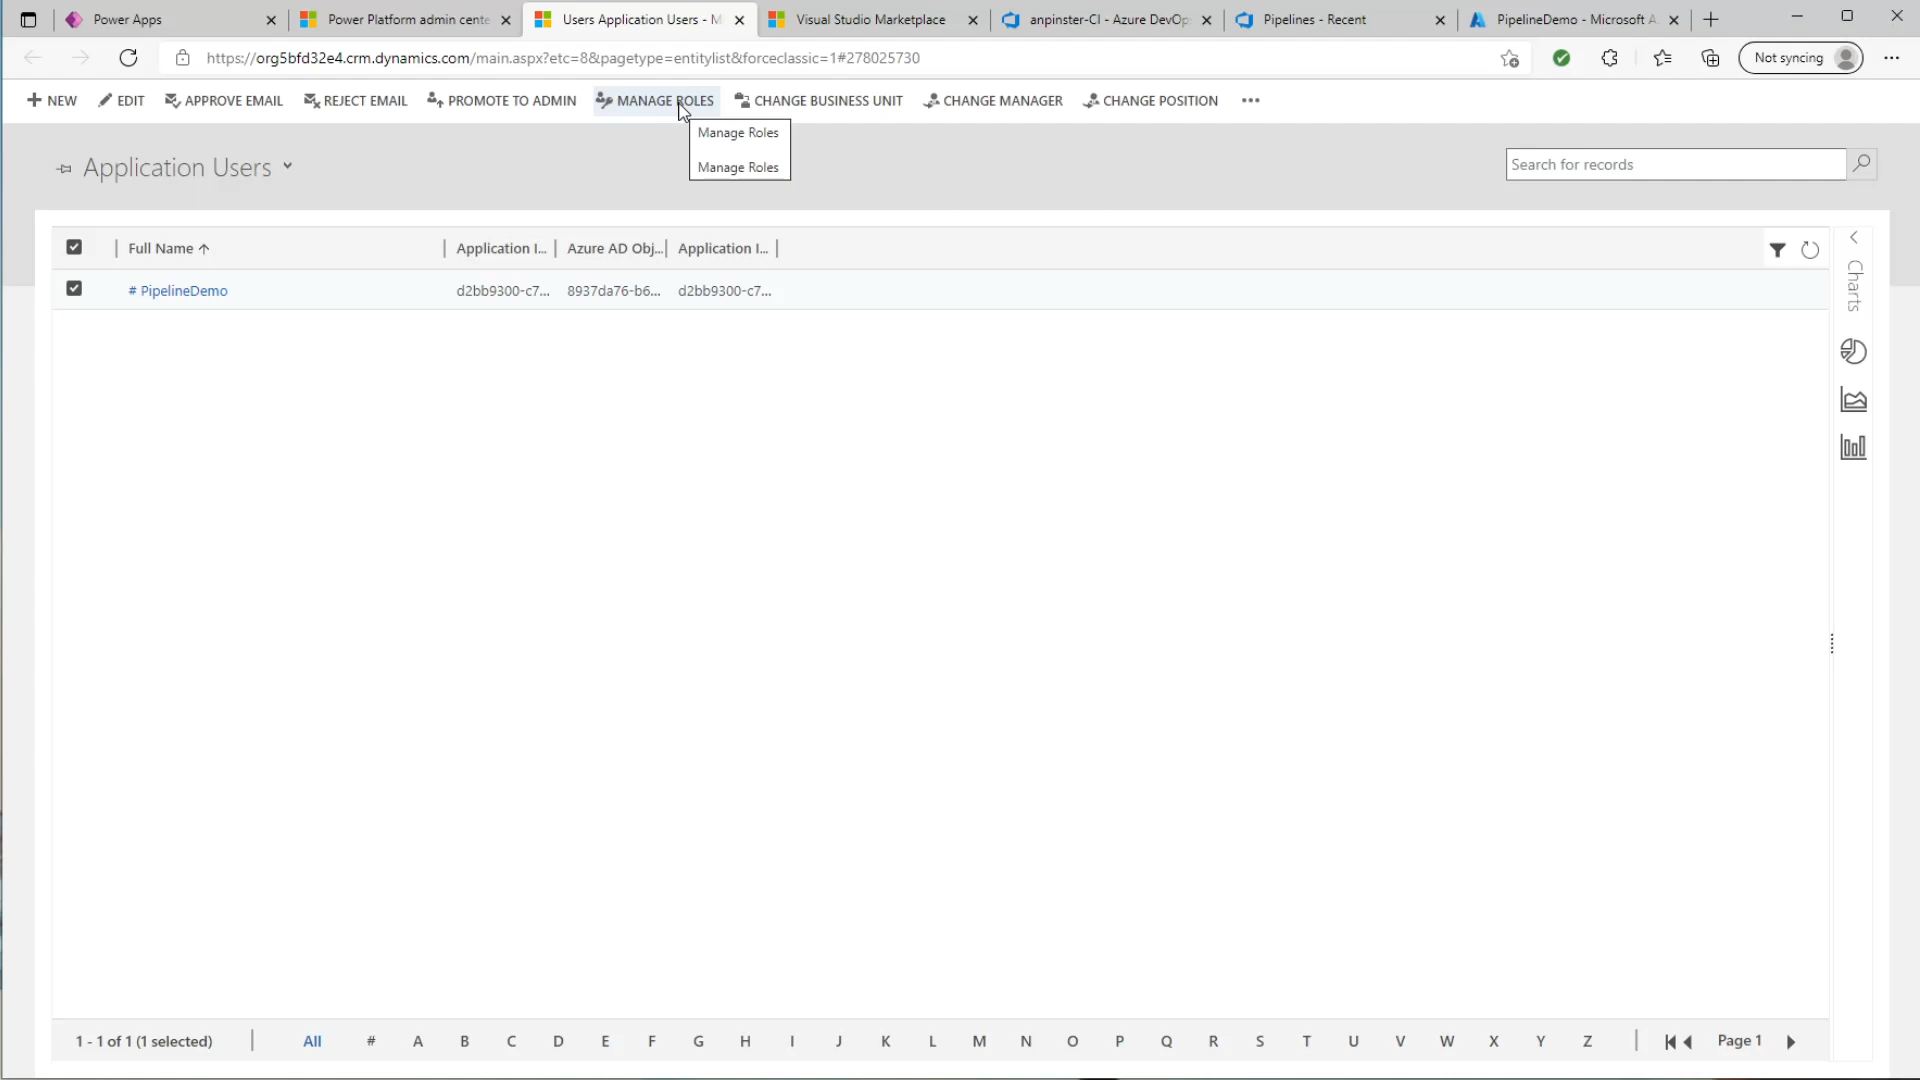 Power Apps
Power Platform admin cente
Users Application Users - M
Visual Studio Marketplace
anpinster-CI - Azure DevOp
Pipelines - Recent
PipelineDemo - Microsoft A
https://org5bfd32e4.crm.dynamics.com/main.aspx?etc=8&pagetype=entitylist&forceclassic=1#278025730
Not syncing
NEW
EDIT
APPROVE EMAIL
REJECT EMAIL
PROMOTE TO ADMIN
MANAGE ROLES
CHANGE BUSINESS UNIT
CHANGE MANAGER
CHANGE POSITION
Manage Roles
Manage Roles
Application Users
Search for records
Full Name
Application I...
Azure AD Obj...
Application I...
# PipelineDemo
d2bb9300-c7...
8937da76-b6...
d2bb9300-c7...
Charts
1 - 1 of 1 (1 selected)
All # A B C D E F G H I J K L M N O P Q R S T U V W X Y Z
Page 1